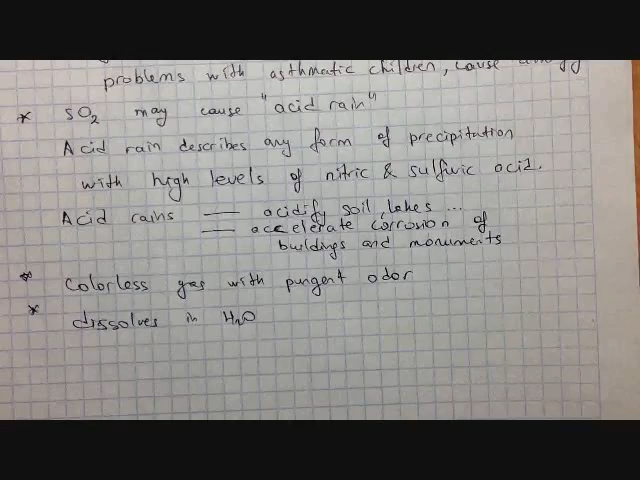 problems with asthmatic children, cause
* SO2 may cause "acid rain"
Acid rain describes any form of precipitation
with high levels of nitric & sulfuric acid.
Acid rains — acidify soil, lakes ...
— accelerate corrosion of
buildings and monuments
* Colorless gas with pungent odor
* dissolves in H2O